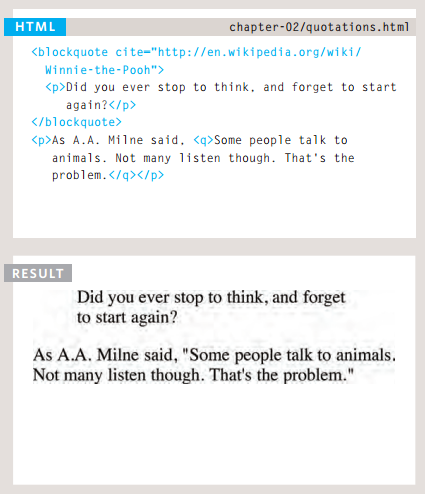 HTML chapter-02/quotations.html
<blockquote cite="http://en.wikipedia.org/wiki/
Winnie-the-Pooh">
<p>Did you ever stop to think, and forget to start
again?</p>
</blockquote>
<p>As A.A. Milne said, <q>Some people talk to
animals. Not many listen though. That's the
problem.</q></p>
RESULT
Did you ever stop to think, and forget
to start again?
As A.A. Milne said, "Some people talk to animals.
Not many listen though. That's the problem."